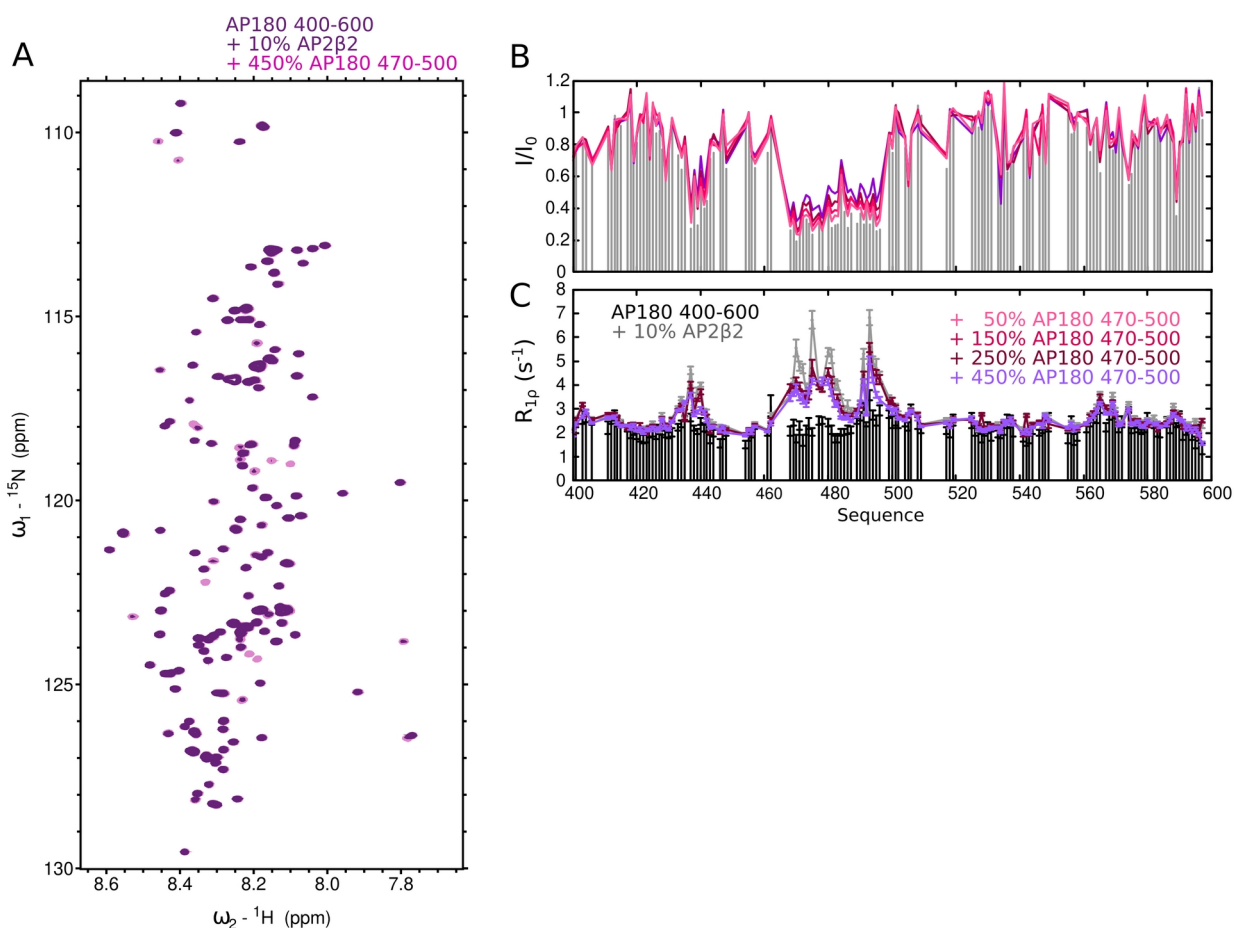 A
AP180 400-600
+ 10% AP2β2
+ 450% AP180 470-500
110
115
120
125
130
ω1 - 15N (ppm)
8.6 8.4 8.2 8.0 7.8
ω2 - 1H (ppm)
B
1.2
1
0.8
0.6
0.4
0.2
0
I/I0
C
8
7
6
5
4
3
2
1
0
R1ρ (s-1)
AP180 400-600
+ 10% AP2β2
+ 50% AP180 470-500
+ 150% AP180 470-500
+ 250% AP180 470-500
+ 450% AP180 470-500
400 420 440 460 480 500 520 540 560 580 600
Sequence